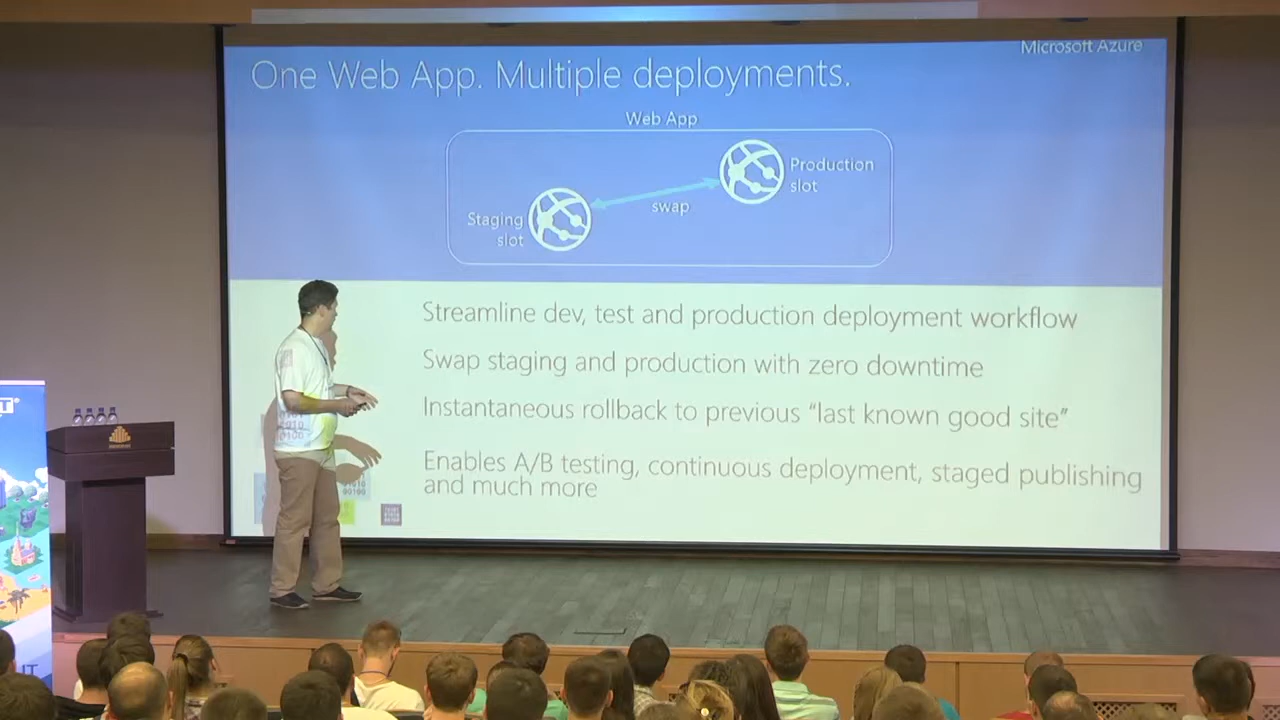 Microsoft Azure
One Web App. Multiple deployments.
Web App
Production
slot
swap
Staging
slot
Streamline dev, test and production deployment workflow
Swap staging and production with zero downtime
Instantaneous rollback to previous “last known good site”
Enables A/B testing, continuous deployment, staged publishing
and much more
IT